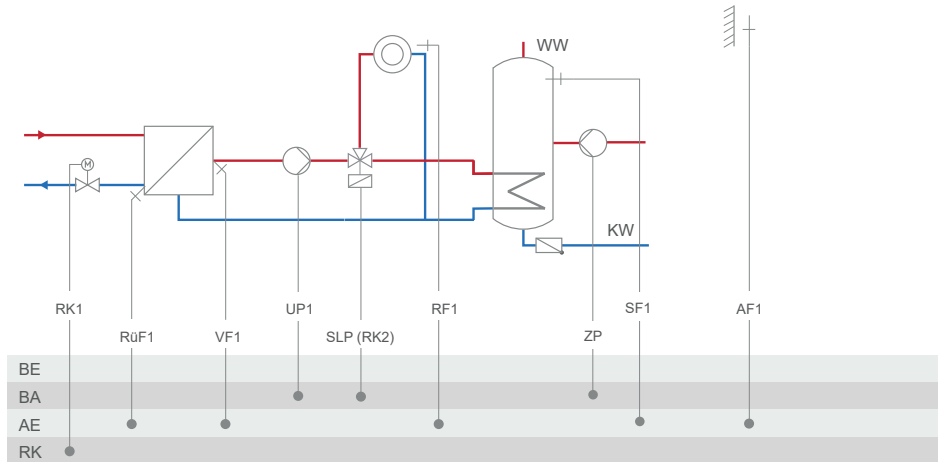 WW
M
KW
RK1
UP1
RF1
SF1
AF1
RüF1
VF1
SLP (RK2)
ZP
BE
BA
AE
RK